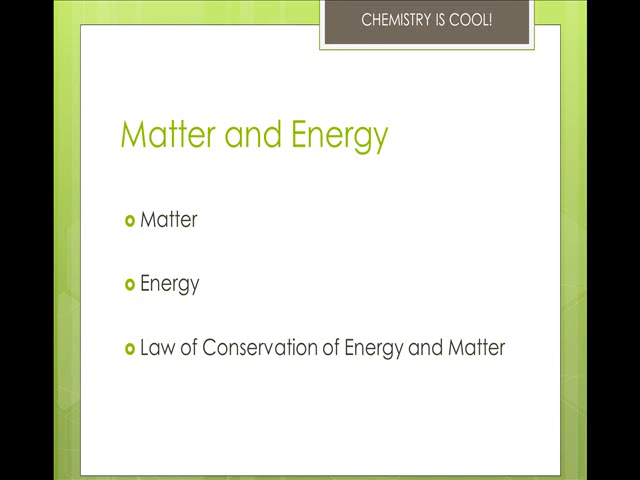 CHEMISTRY IS COOL!
Matter and Energy
Matter
Energy
Law of Conservation of Energy and Matter